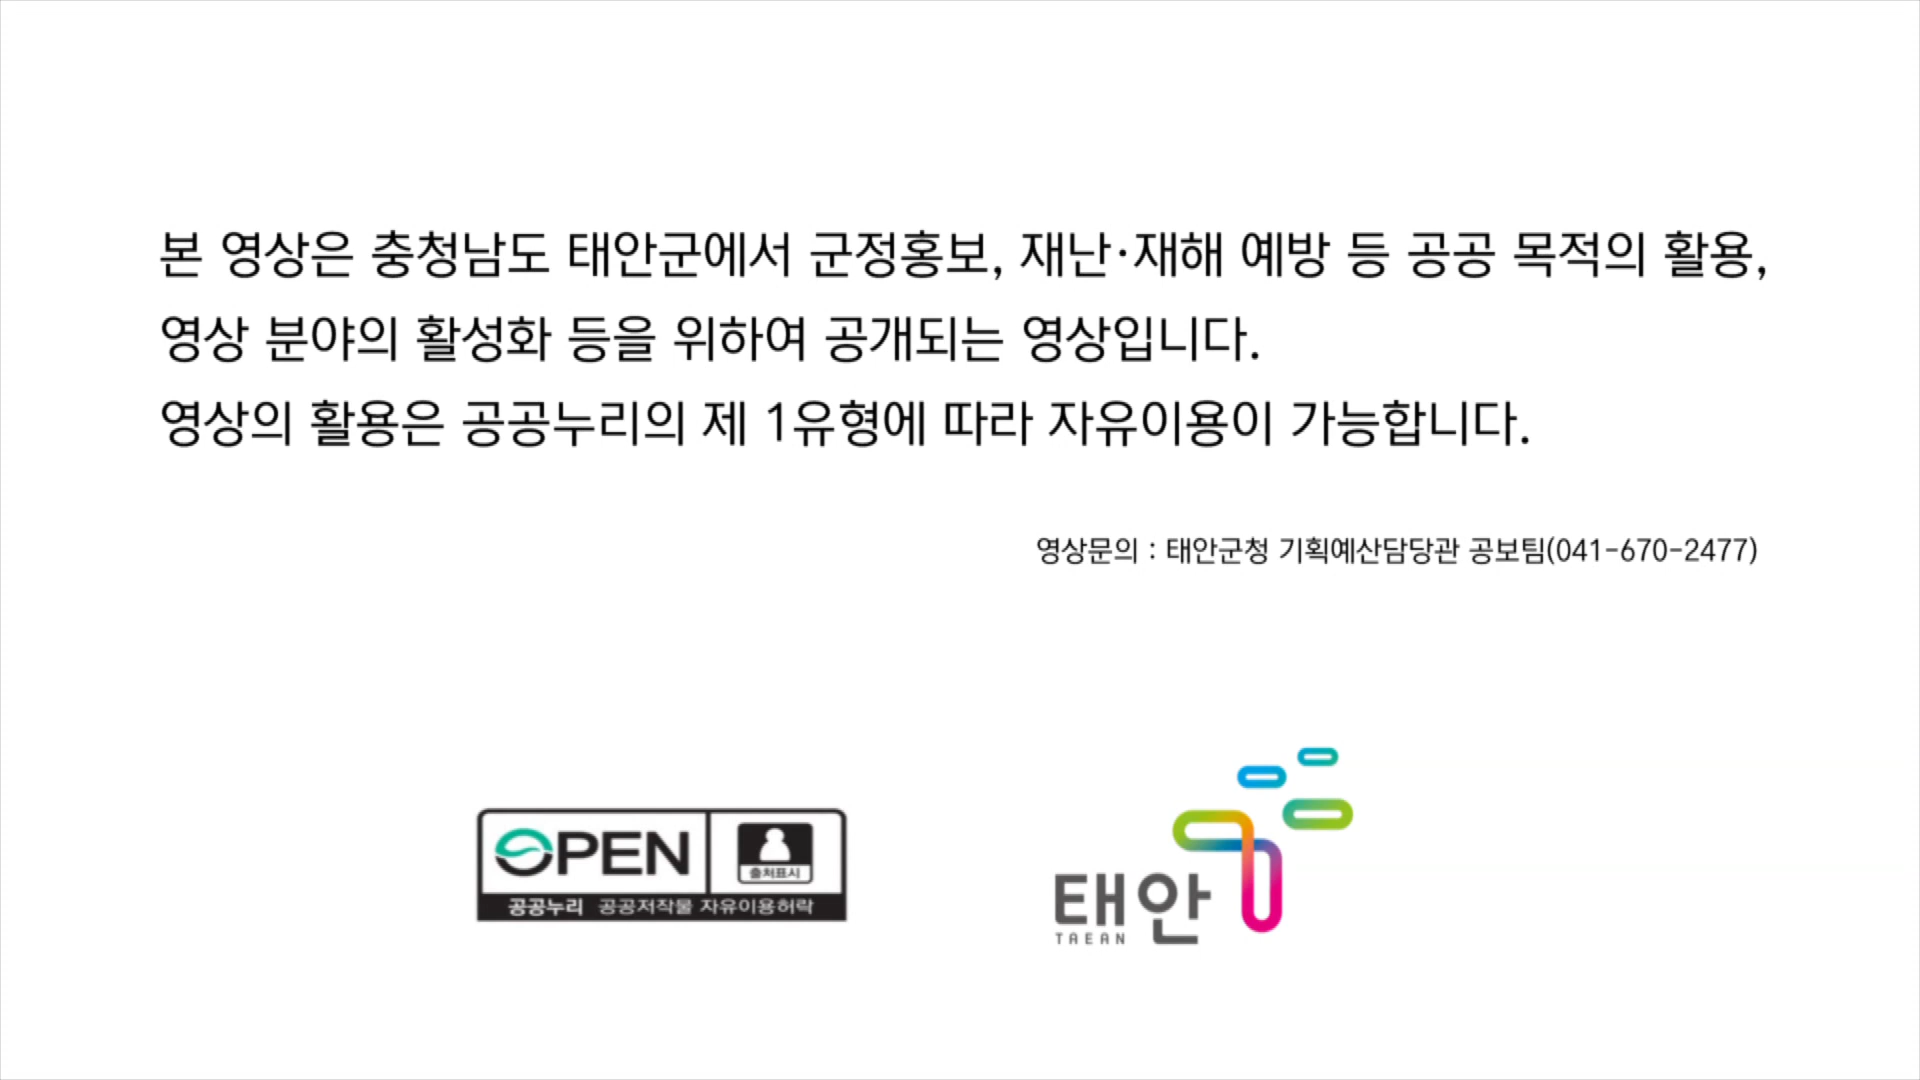 본 영상은 충청남도 태안군에서 군정홍보, 재난·재해 예방 등 공공 목적의 활용,
영상 분야의 활성화 등을 위하여 공개되는 영상입니다.
영상의 활용은 공공누리의 제 1유형에 따라 자유이용이 가능합니다.
영상문의 : 태안군청 기획예산담당관 공보팀(041-670-2477)
OPEN
출처표시
공공누리 공공저작물 자유이용허락
태안
TAEAN